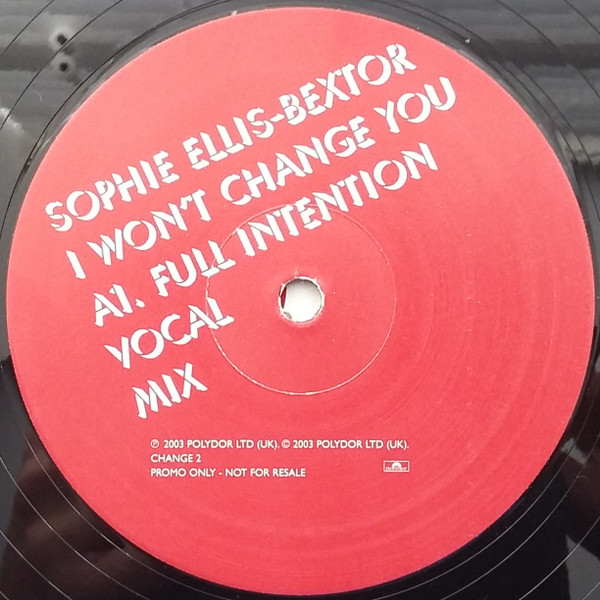 SOPHIE ELLIS-BEXTOR
I WON'T CHANGE YOU
A1. FULL INTENTION
VOCAL
MIX
℗ 2003 POLYDOR LTD (UK). © 2003 POLYDOR LTD (UK).
CHANGE 2
PROMO ONLY - NOT FOR RESALE